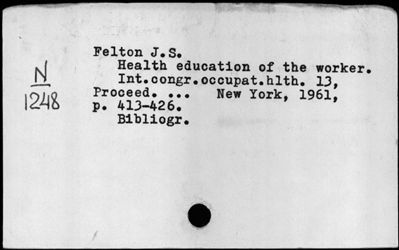 Felton J.S.
Health education of the worker.
Int.congr.occupat.hlth. 13,
Proceed. ... New York, 1961,
p. 413-426.
Bibliogr.
N
1248